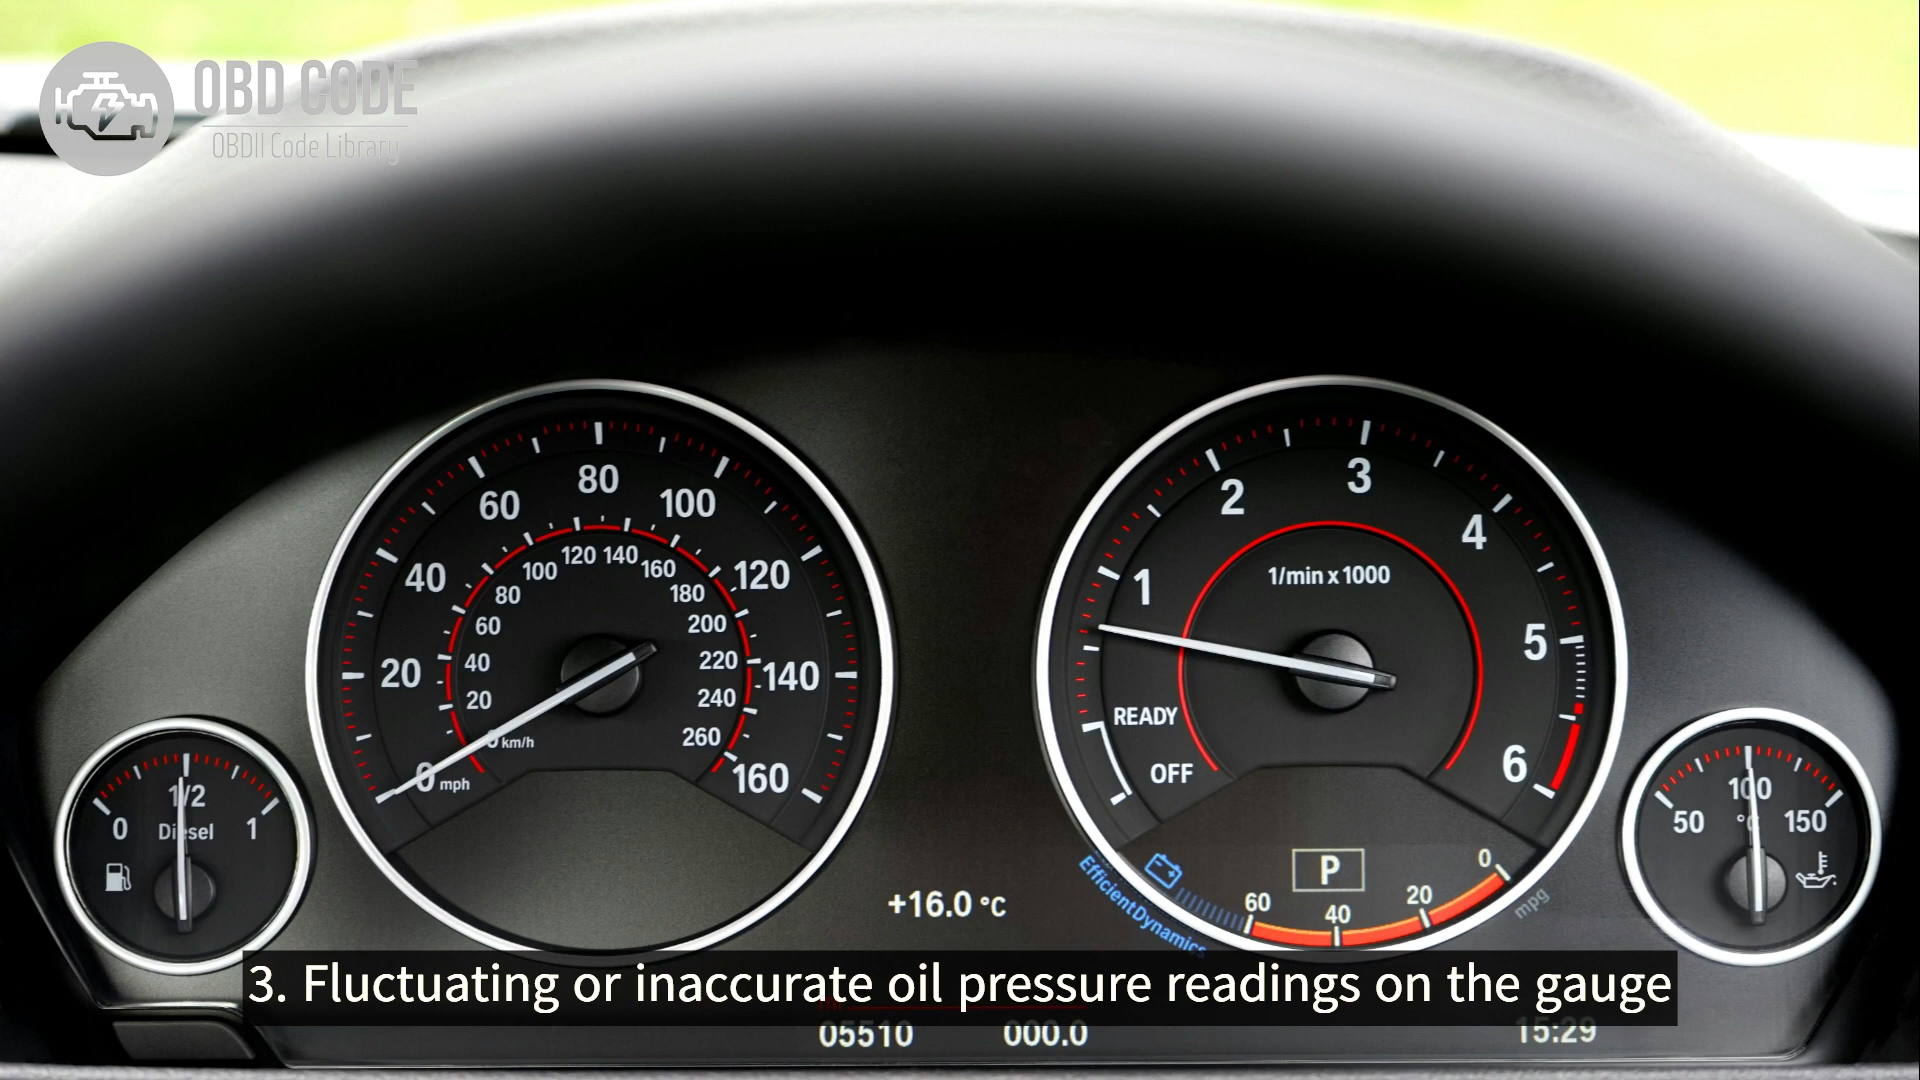 OBD CODE
OBDII Code Library
80
60
100
40
120
20
140
0 mph
160
120 140
100
160
80
180
60
200
40
220
20
240
0 km/h
260
3
2
4
1
5
6
1/min x 1000
READY
OFF
0
1/2
1
Diesel
50
100
150
°C
P
60
40
20
0
mpg
EfficientDynamics
+16.0 °C
3. Fluctuating or inaccurate oil pressure readings on the gauge
05510
000.0
15:29